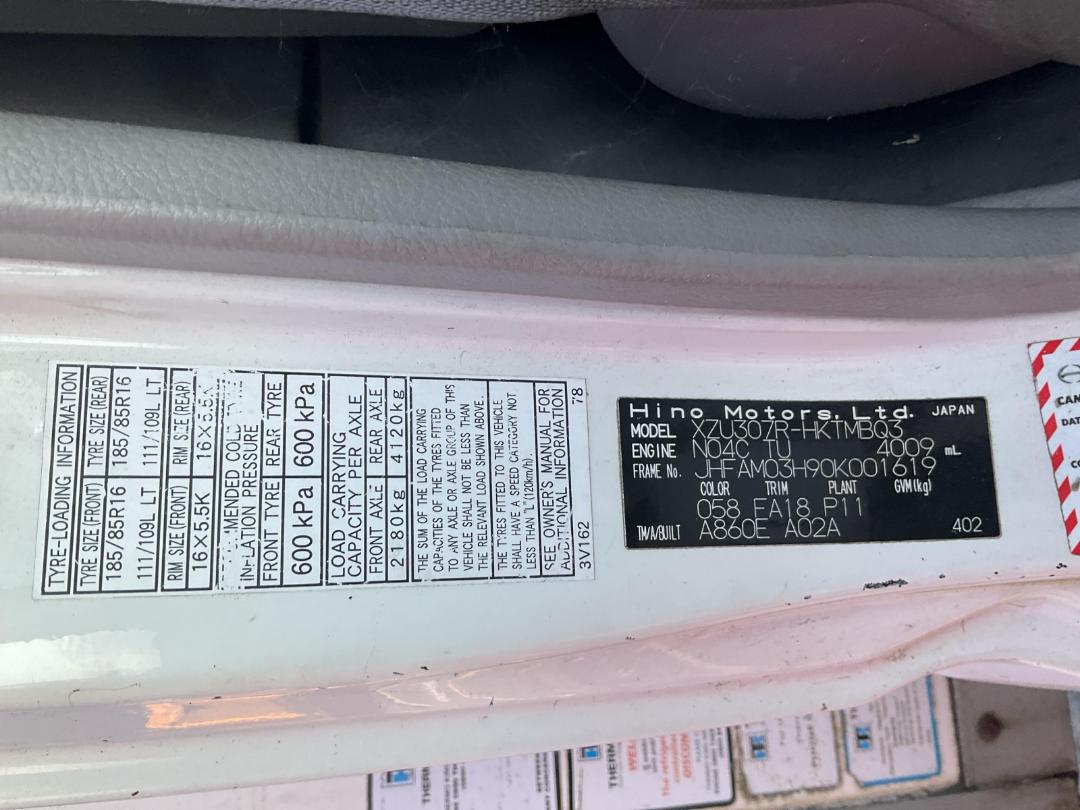 TYRE-LOADING INFORMATION
TYRE SIZE(FRONT) TYRE SIZE(REAR)
185/85R16 185/85R16
111/109L LT 111/109L LT
RIM SIZE(FRONT) RIM SIZE(REAR)
16×5.5K 16×5.5K
MENDED COLD
INFLATION PRESSURE
FRONT TYRE REAR TYRE
600 kPa 600 kPa
LOAD CARRYING
CAPACITY PER AXLE
FRONT AXLE REAR AXLE
2180kg 4120kg
THE SUM OF THE LOAD CARRYING
CAPACITIES OF THE TYRES FITTED
TO ANY AXLE OR AXLE GROUP OF THIS
VEHICLE SHALL NOT BE LESS THAN
THE RELEVANT LOAD SHOWN ABOVE.
THE TYRES FITTED TO THIS VEHICLE
SHALL HAVE A SPEED CATEGORY NOT
LESS THAN "L"(120km/h).
SEE OWNER'S MANUAL FOR
ADDITIONAL INFORMATION
3V162 78
Hino Motors, Ltd. JAPAN
MODEL XZU307R-HKTMBQ3
ENGINE N04C TU 4009 mL
FRAME NO. JHFAM03H90K001619
COLOR TRIM PLANT GVM(kg)
058 FA18 P11
TM/A/BUILT A860E A02A 402
CAN
DAT
THERM
WEL
The refriger
DISCON